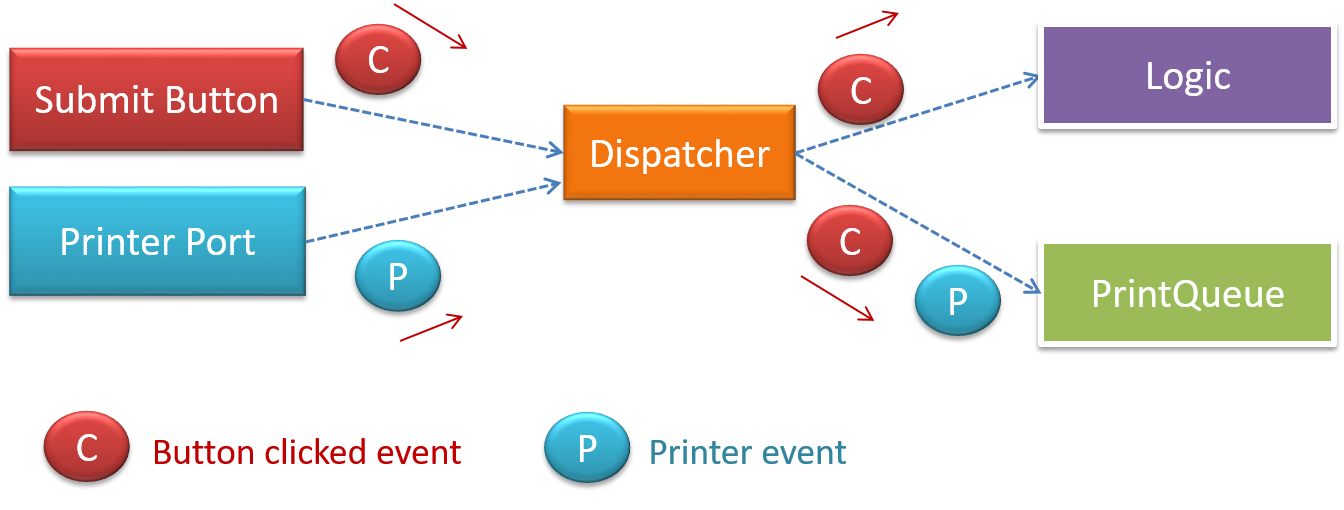 C
C
Submit Button
Logic
Dispatcher
Printer Port
C
P
P
PrintQueue
C
Button clicked event
P
Printer event